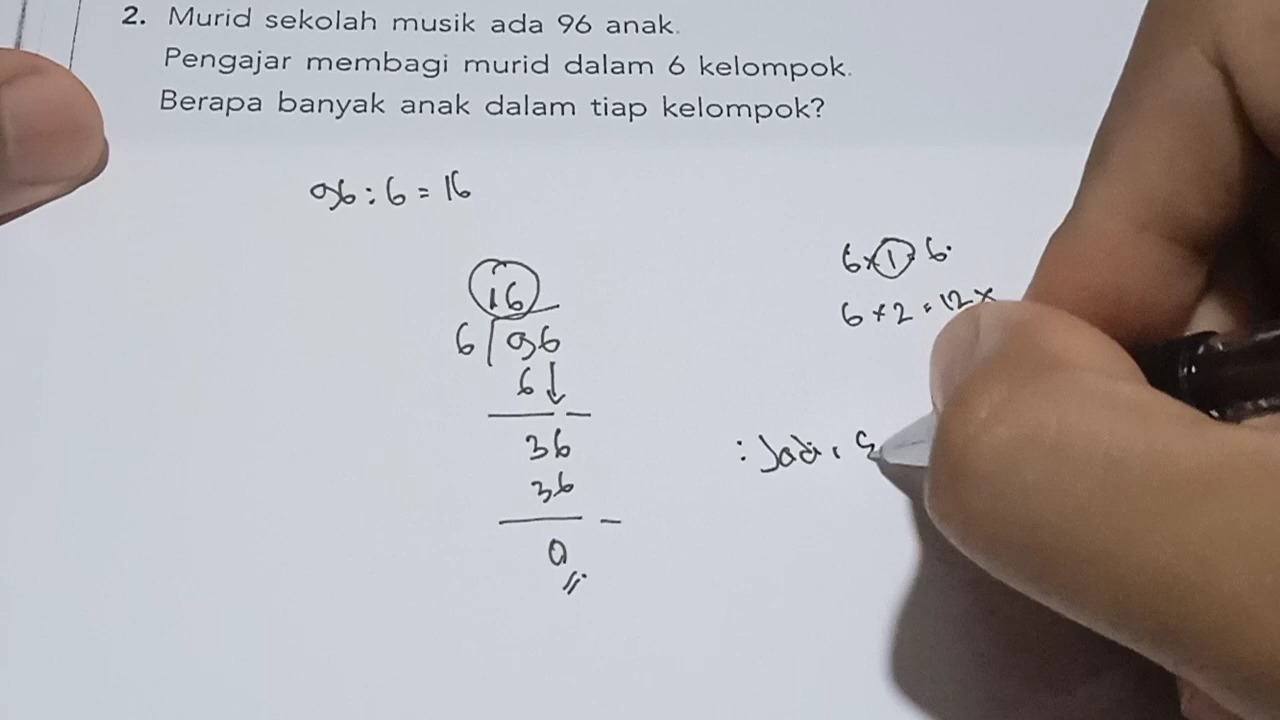 2. Murid sekolah musik ada 96 anak.
Pengajar membagi murid dalam 6 kelompok.
Berapa banyak anak dalam tiap kelompok?
96 : 6 = 16
16
6 96
6
36
36
0
6 x 1 = 6
6 x 2 = 12 x
: Jadi,